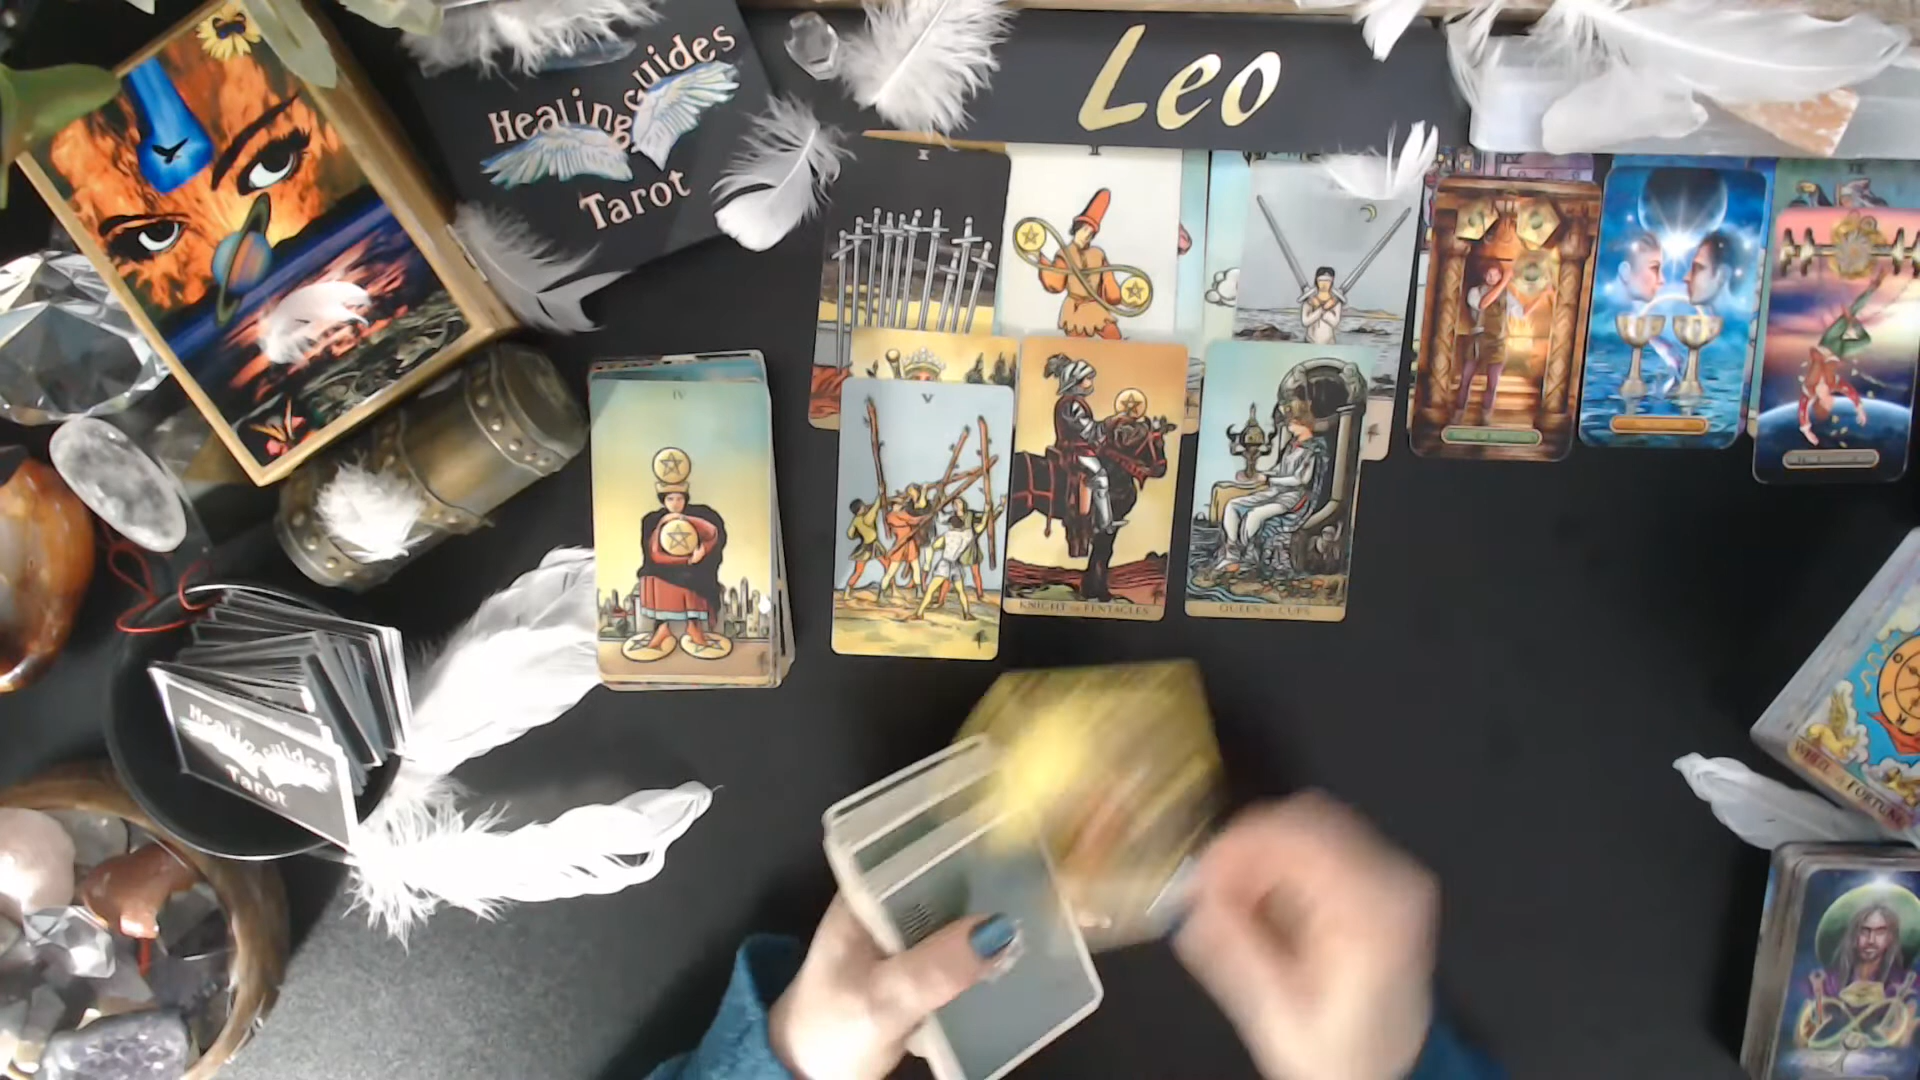 Healing Guides
Tarot
Leo
X
IV
V
KNIGHT OF PENTACLES
QUEEN OF CUPS
Healing Guides
Tarot
WHEEL OF FORTUNE